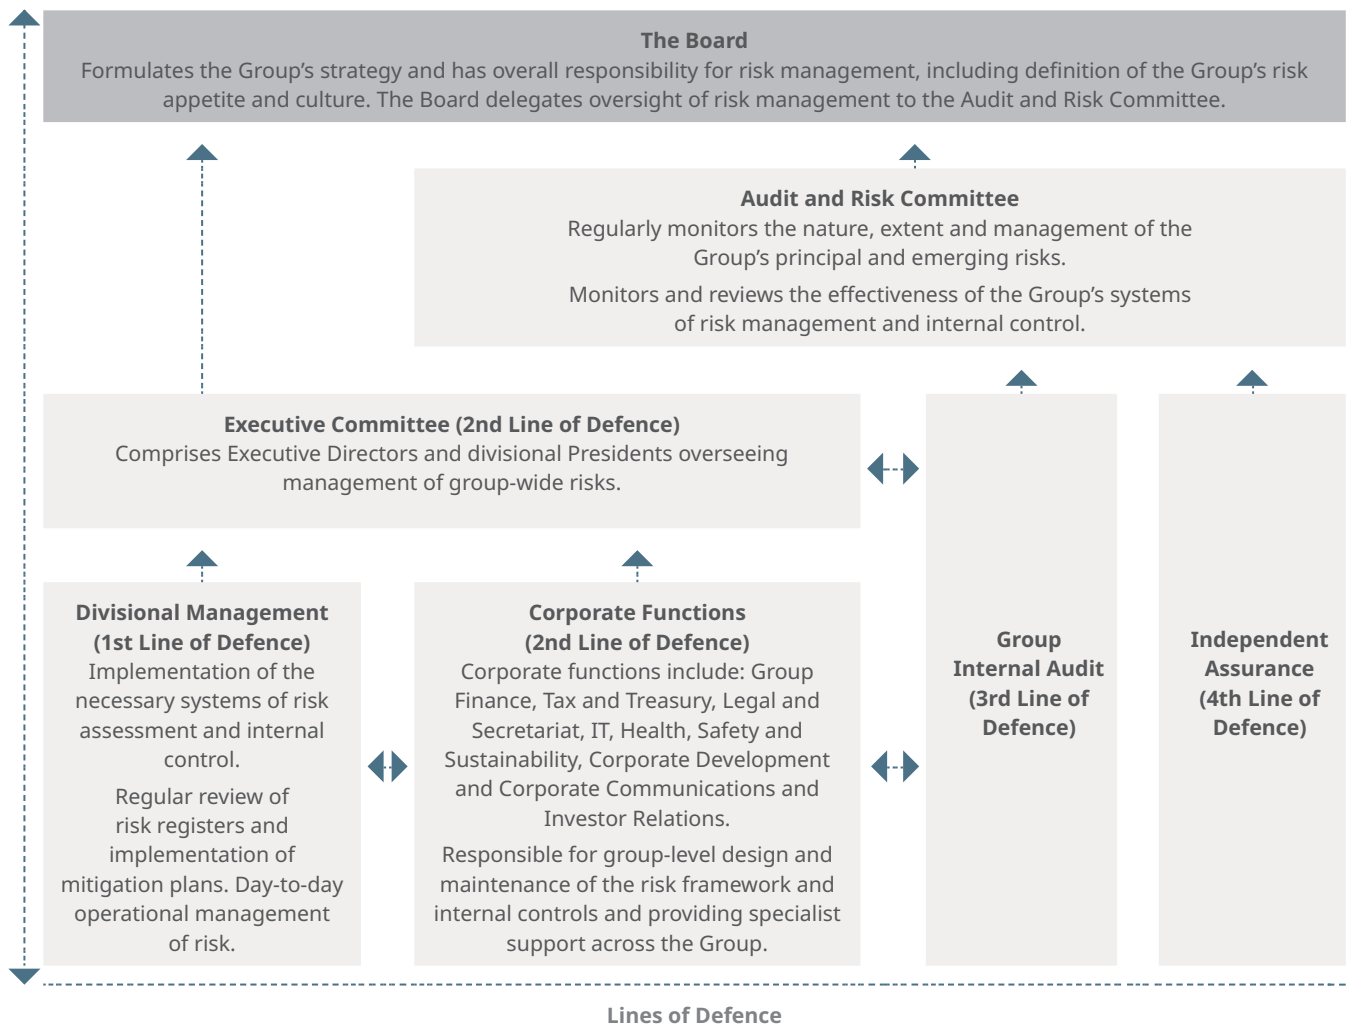 The Board
Formulates the Group’s strategy and has overall responsibility for risk management, including definition of the Group’s risk
appetite and culture. The Board delegates oversight of risk management to the Audit and Risk Committee.
Audit and Risk Committee
Regularly monitors the nature, extent and management of the
Group’s principal and emerging risks.
Monitors and reviews the effectiveness of the Group’s systems
of risk management and internal control.
Executive Committee (2nd Line of Defence)
Comprises Executive Directors and divisional Presidents overseeing
management of group-wide risks.
Divisional Management
(1st Line of Defence)
Implementation of the
necessary systems of risk
assessment and internal
control.
Regular review of
risk registers and
implementation of
mitigation plans. Day-to-day
operational management
of risk.
Corporate Functions
(2nd Line of Defence)
Corporate functions include: Group
Finance, Tax and Treasury, Legal and
Secretariat, IT, Health, Safety and
Sustainability, Corporate Development
and Corporate Communications and
Investor Relations.
Responsible for group-level design and
maintenance of the risk framework and
internal controls and providing specialist
support across the Group.
Group
Internal Audit
(3rd Line of
Defence)
Independent
Assurance
(4th Line of
Defence)
Lines of Defence